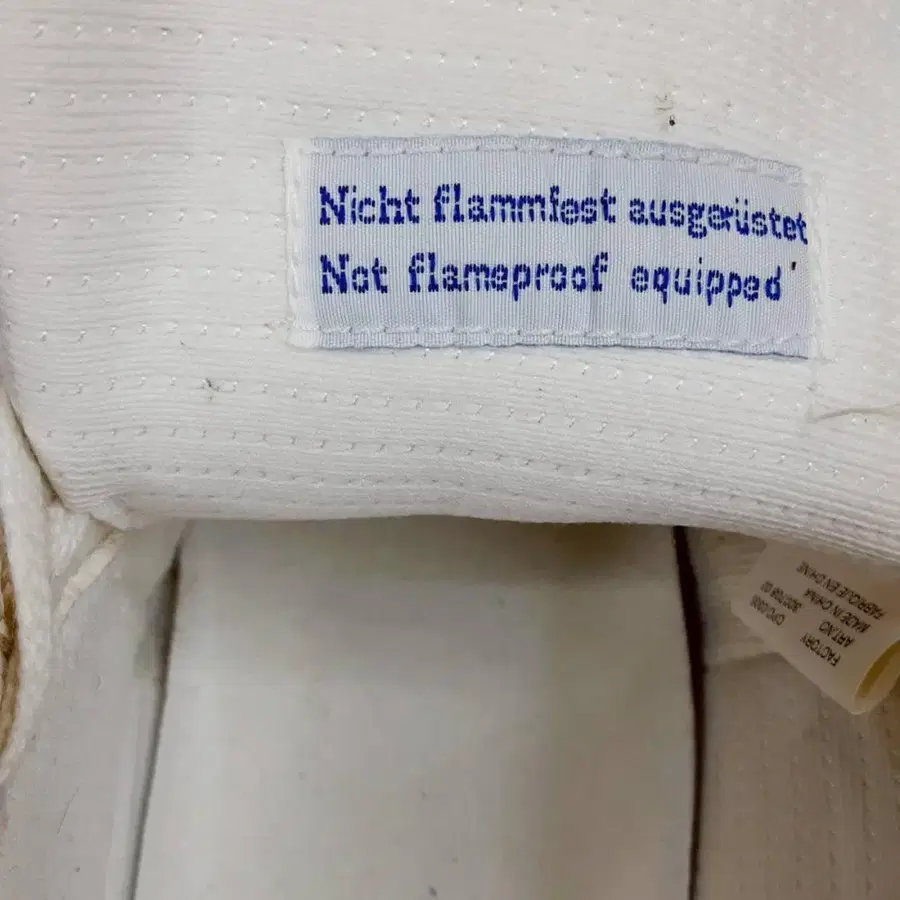 Nicht flammfest ausgerüstet
Not flameproof equipped
FACTORY
ART.NO.
MADE IN CHINA
FABRIQUE EN CHINE